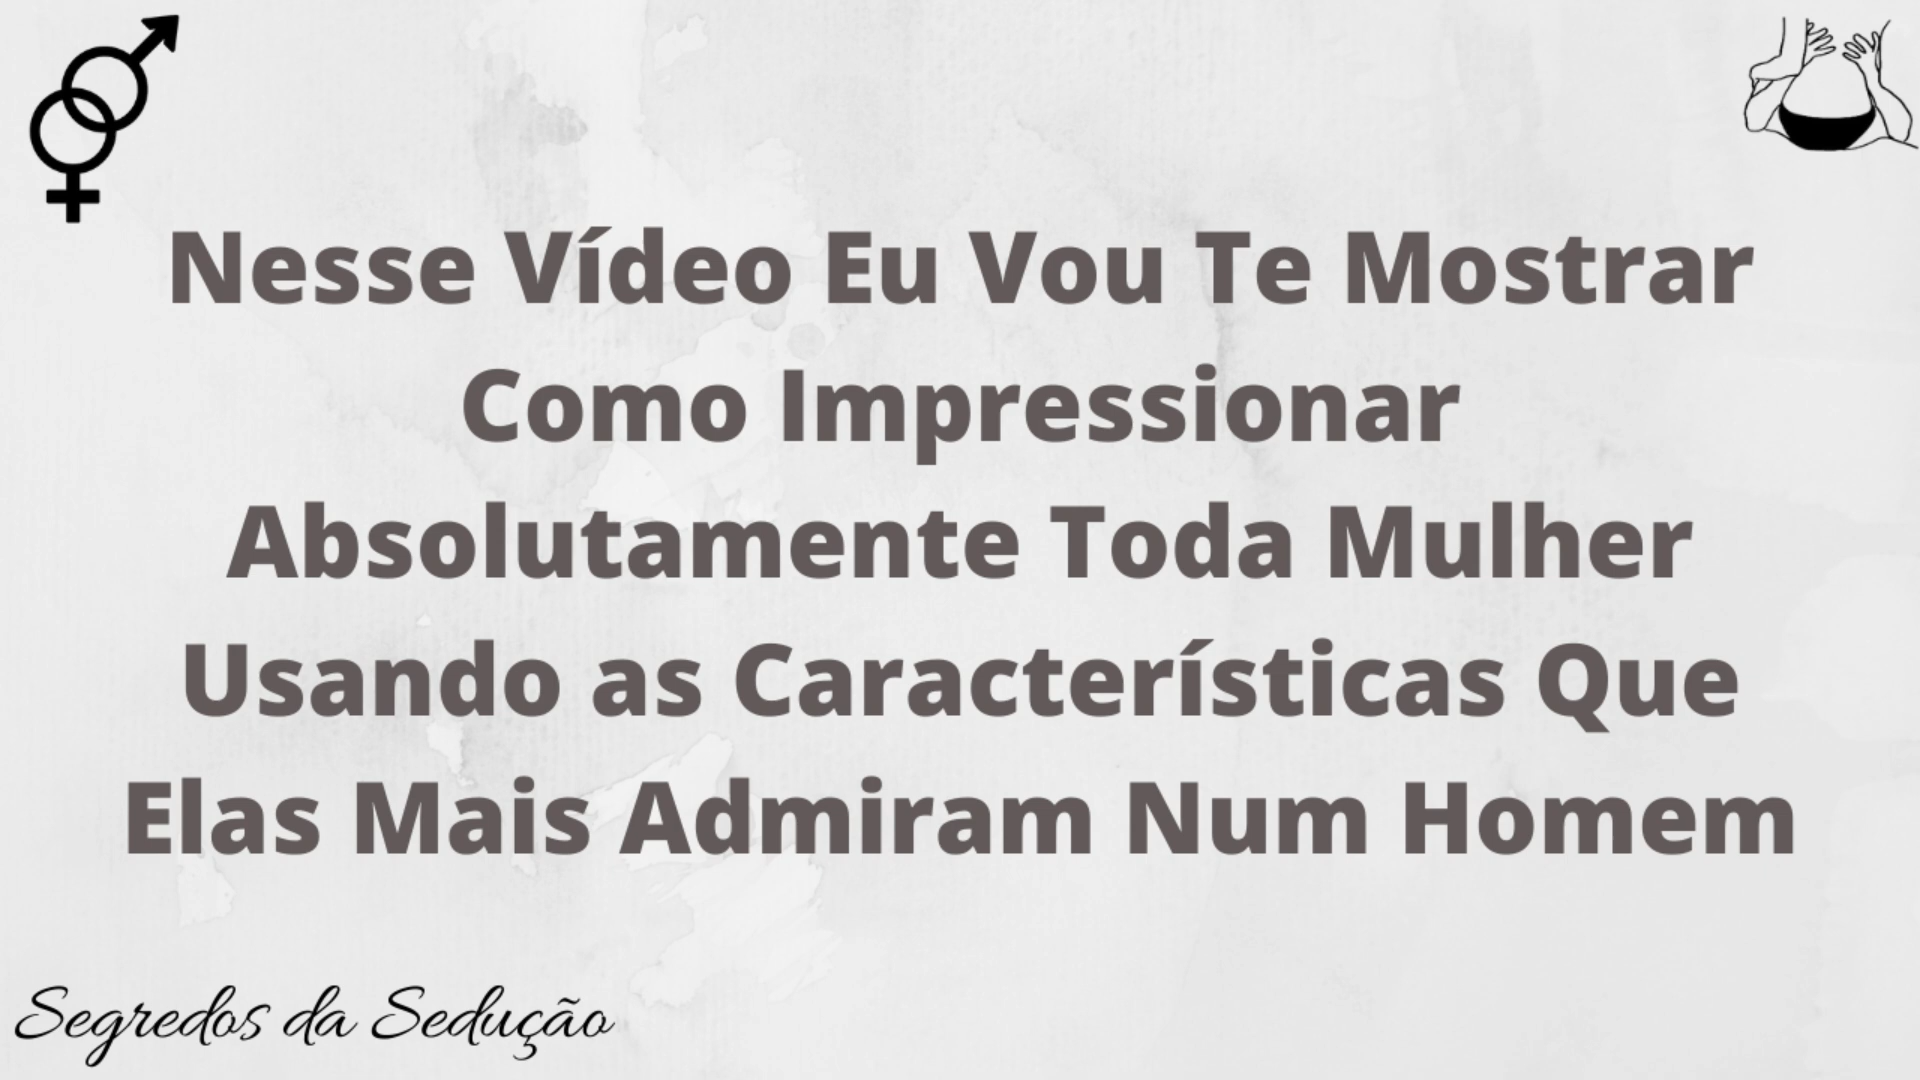 Nesse Vídeo Eu Vou Te Mostrar
Como Impressionar
Absolutamente Toda Mulher
Usando as Características Que
Elas Mais Admiram Num Homem
Segredos da Sedução